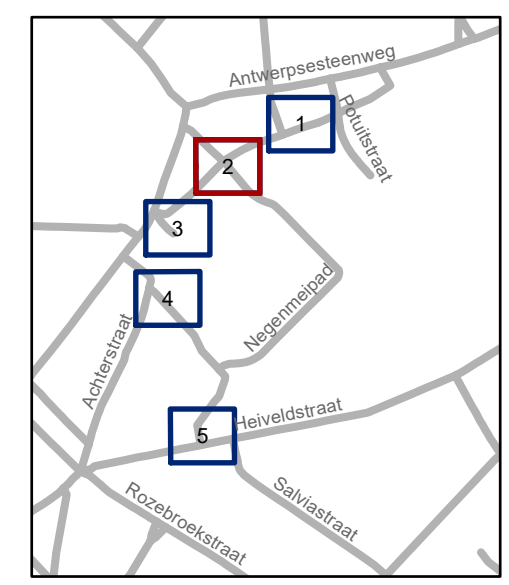 Antwerpsesteenweg
1
Potuitstraat
2
3
Negenmeipad
4
Achterstraat
Heiveldstraat
5
Salviastraat
Rozebroekstraat